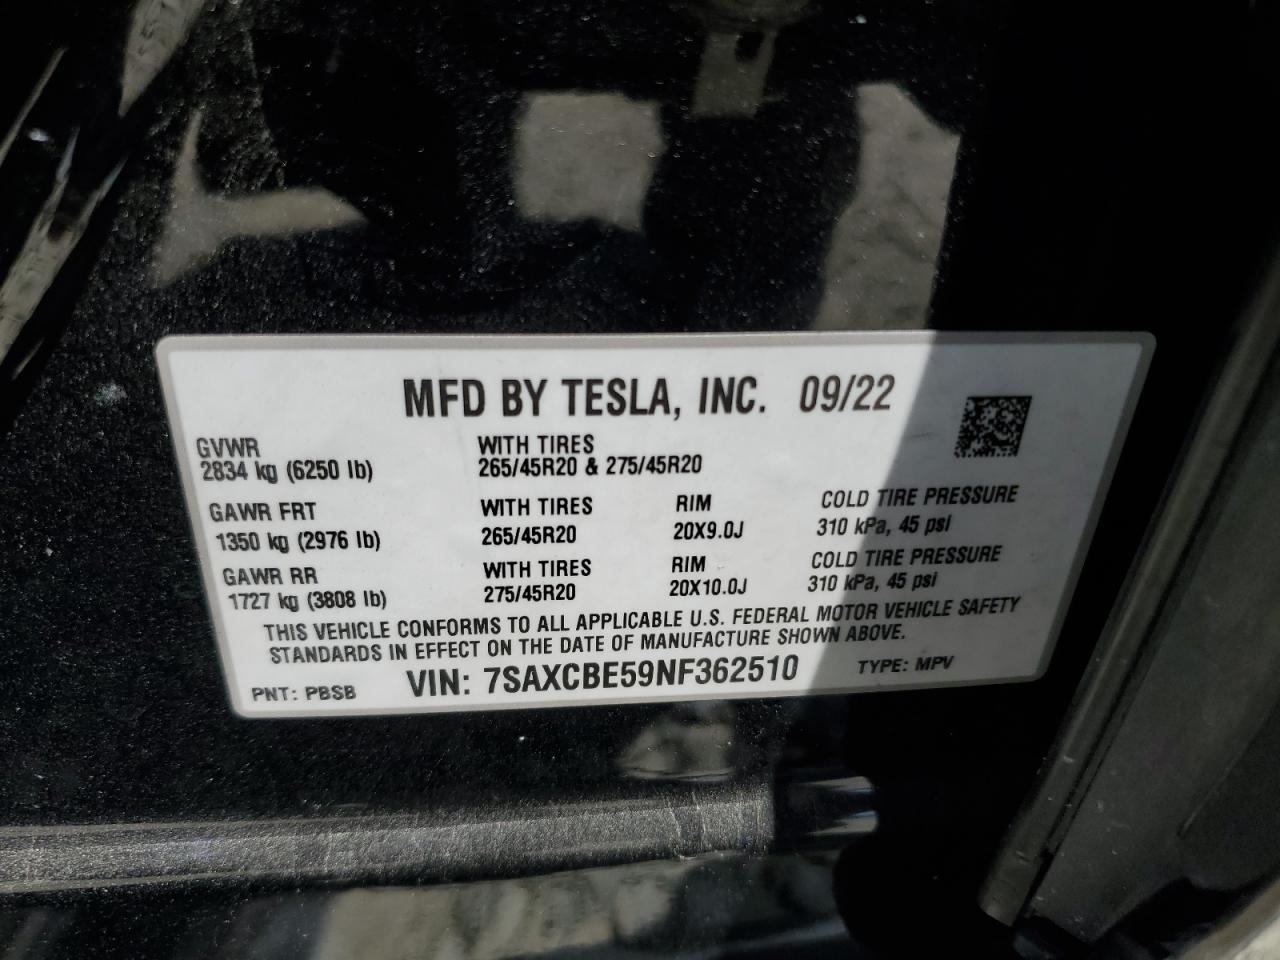 MFD BY TESLA, INC. 09/22
GVWR WITH TIRES
2834 kg (6250 lb) 265/45R20 & 275/45R20
GAWR FRT WITH TIRES RIM COLD TIRE PRESSURE
1350 kg (2976 lb) 265/45R20 20X9.0J 310 kPa, 45 psi
GAWR RR WITH TIRES RIM COLD TIRE PRESSURE
1727 kg (3808 lb) 275/45R20 20X10.0J 310 kPa, 45 psi
THIS VEHICLE CONFORMS TO ALL APPLICABLE U.S. FEDERAL MOTOR VEHICLE SAFETY
STANDARDS IN EFFECT ON THE DATE OF MANUFACTURE SHOWN ABOVE.
PNT: PBSB VIN: 7SAXCBE59NF362510 TYPE: MPV